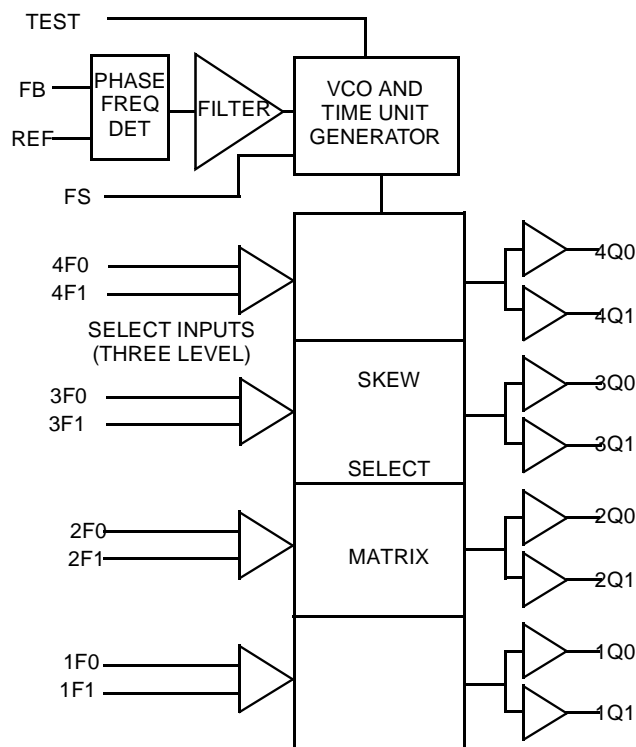 TEST
FB
REF
PHASE
FREQ
DET
FILTER
VCO AND
TIME UNIT
GENERATOR
FS
4F0
4F1
4Q0
4Q1
SELECT INPUTS
(THREE LEVEL)
3F0
3F1
SKEW
3Q0
3Q1
SELECT
2F0
2F1
MATRIX
2Q0
2Q1
1F0
1F1
1Q0
1Q1